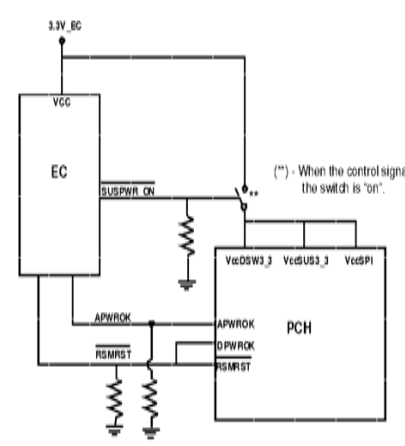 3.3V_EC
VCC
EC
(**) - When the control signa
the switch is "on".
SUSPWR_ON
**
VccDSW3_3 VccSUS3_3 VccSPI
APWROK
APWROK
PCH
DPWROK
RSMRST
RSMRST